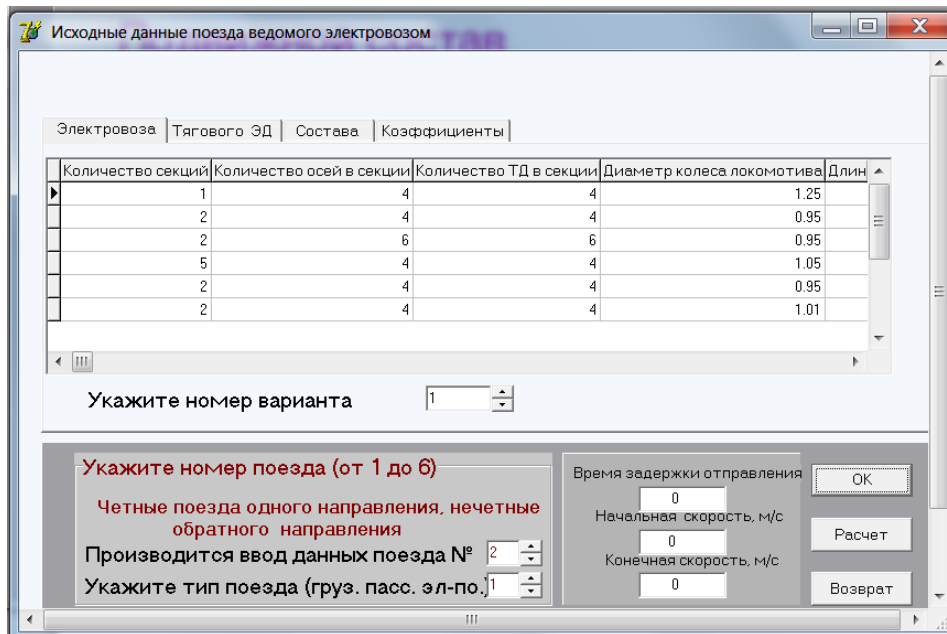 Исходные данные поезда ведомого электровозом
Электровоза Тягового ЭД Состава Коэффициенты
Количество секций Количество осей в секции Количество ТД в секции Диаметр колеса локомотива Длин
1 4 4 1.25
2 4 4 0.95
2 6 6 0.95
5 4 4 1.05
2 4 4 0.95
2 4 4 1.01
Укажите номер варианта 1
Укажите номер поезда (от 1 до 6)
Четные поезда одного направления, нечетные
обратного направления
Производится ввод данных поезда № 2
Укажите тип поезда (груз. пасс. эл-по.) 1
Время задержки отправления
0
Начальная скорость, м/с
0
Конечная скорость, м/с
0
OK
Расчет
Возврат